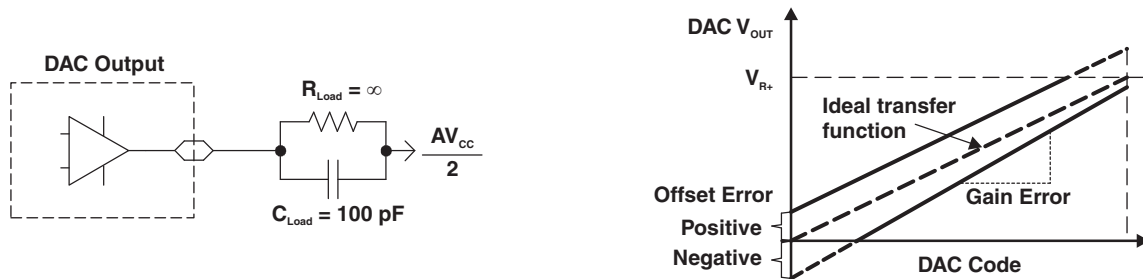 DAC Output
R_Load = ∞
AV_CC
2
C_Load = 100 pF
DAC V_OUT
V_R+
Ideal transfer
function
Offset Error
Positive
Negative
Gain Error
DAC Code